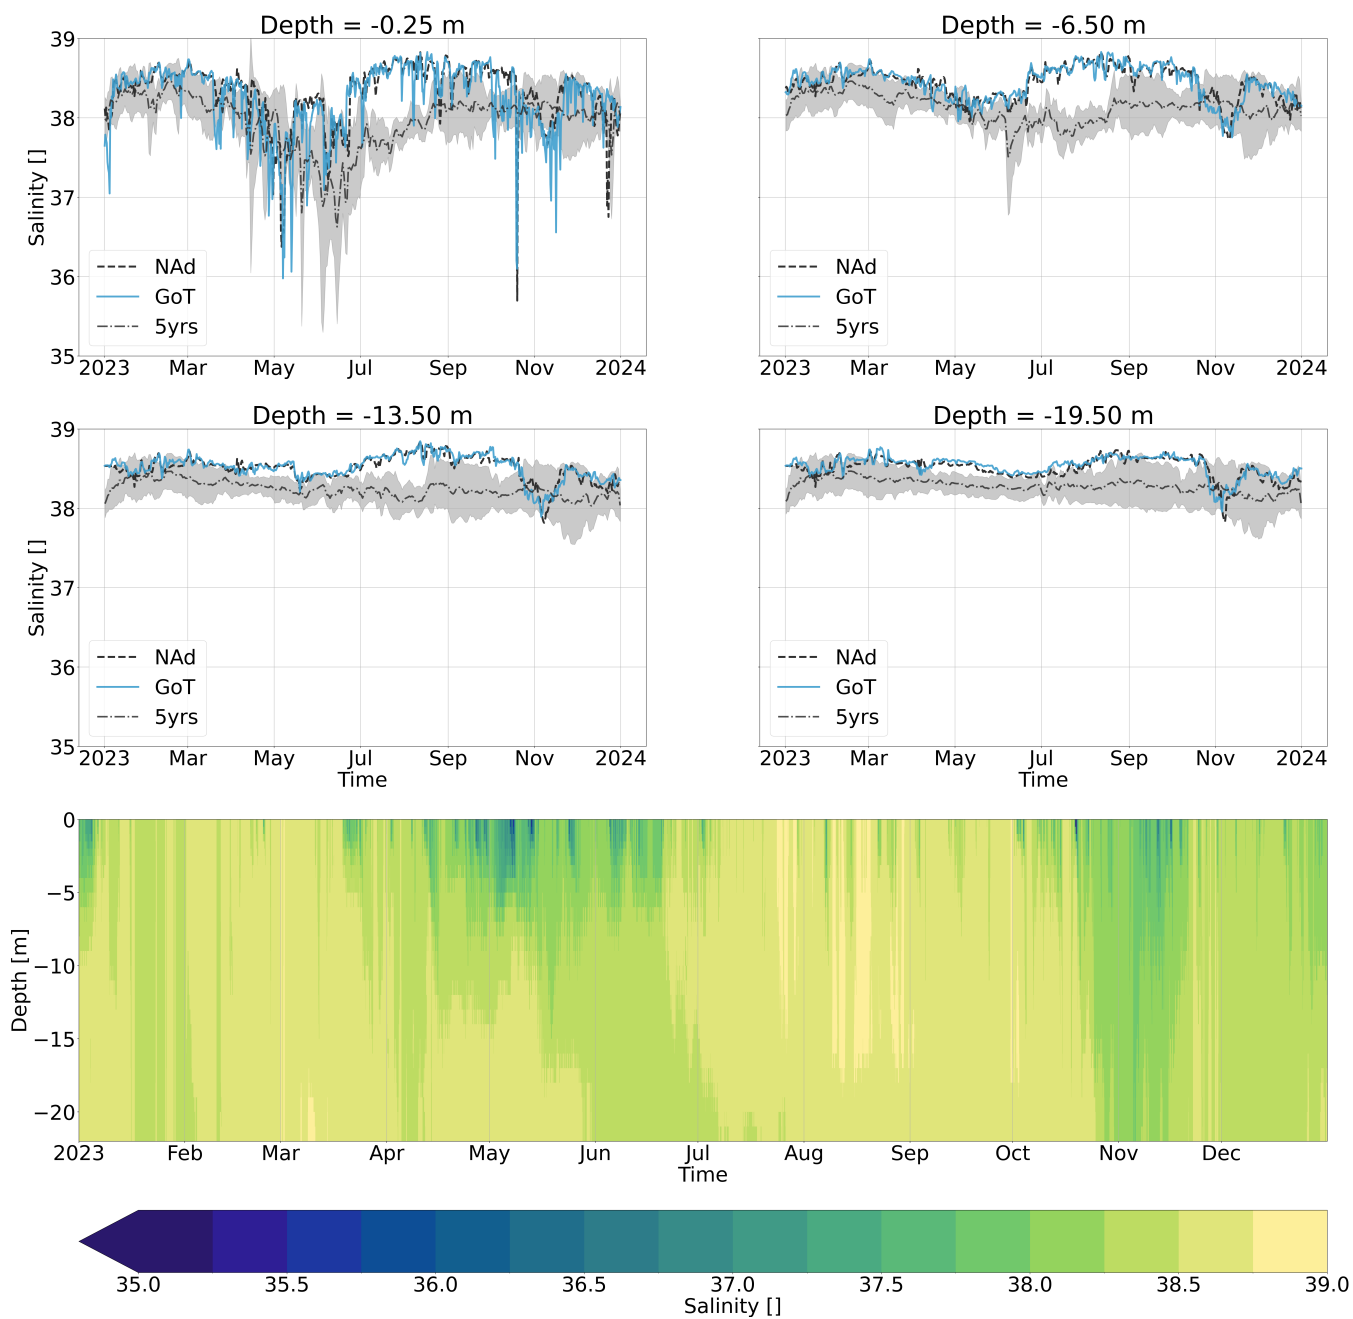 Depth = -0.25 m
Depth = -6.50 m
39
38
37
36
35
Salinity []
NAd
GoT
5yrs
NAd
GoT
5yrs
2023 Mar May Jul Sep Nov 2024
2023 Mar May Jul Sep Nov 2024
Depth = -13.50 m
Depth = -19.50 m
39
38
37
36
35
Salinity []
NAd
GoT
5yrs
NAd
GoT
5yrs
2023 Mar May Jul Sep Nov 2024
Time
2023 Mar May Jul Sep Nov 2024
Time
0
−5
−10
−15
−20
Depth [m]
2023 Feb Mar Apr May Jun Jul Aug Sep Oct Nov Dec
Time
35.0 35.5 36.0 36.5 37.0 37.5 38.0 38.5 39.0
Salinity []